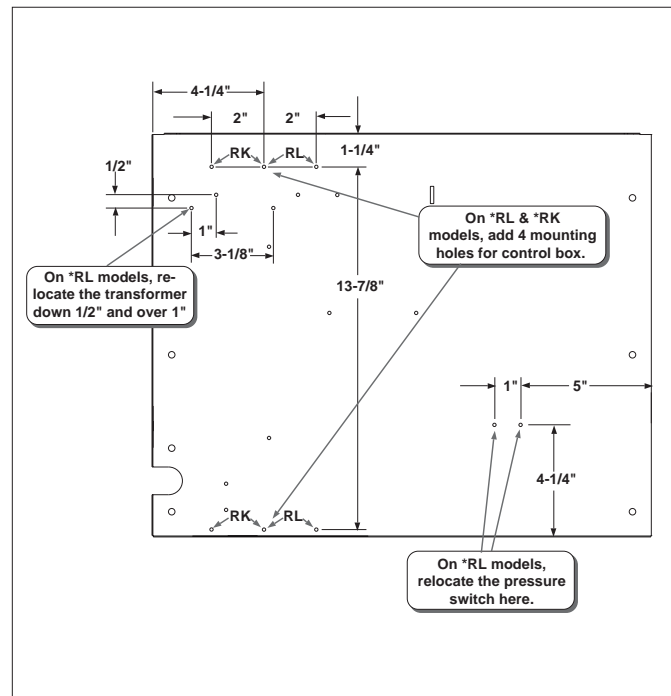 4-1/4"
2" 2"
RK RL
1-1/4"
1/2"
1"
3-1/8"
On *RL & *RK
models, add 4 mounting
holes for control box.
On *RL models, re-
locate the transformer
down 1/2" and over 1"
13-7/8"
1" 5"
4-1/4"
RK RL
On *RL models,
relocate the pressure
switch here.